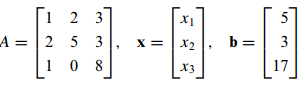 A = [1 2 3; 2 5 3; 1 0 8], x = [x₁; x₂; x₃], b = [5; 3; 17]